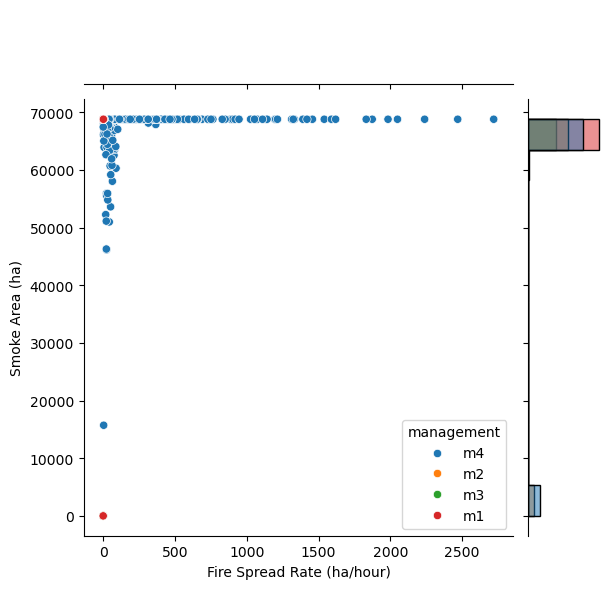 70000
60000
50000
40000
30000
20000
10000
0
Smoke Area (ha)
management
m4
m2
m3
m1
0 500 1000 1500 2000 2500
Fire Spread Rate (ha/hour)